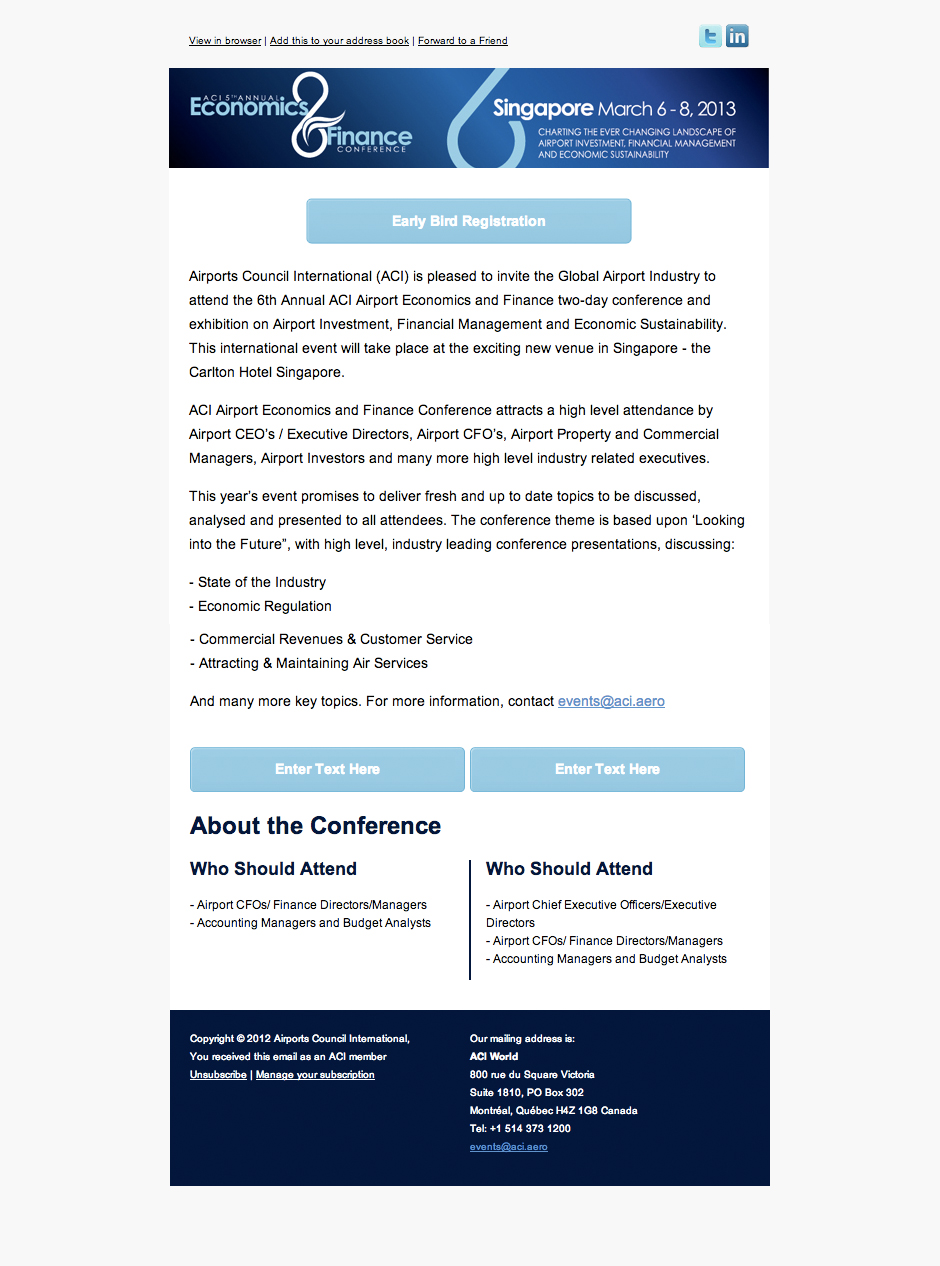 View in browser | Add this to your address book | Forward to a Friend
ACI 5TH ANNUAL
Economics
&
Finance
CONFERENCE
Singapore March 6 - 8, 2013
CHARTING THE EVER CHANGING LANDSCAPE OF
AIRPORT INVESTMENT, FINANCIAL MANAGEMENT
AND ECONOMIC SUSTAINABILITY
Early Bird Registration
Airports Council International (ACI) is pleased to invite the Global Airport Industry to
attend the 6th Annual ACI Airport Economics and Finance two-day conference and
exhibition on Airport Investment, Financial Management and Economic Sustainability.
This international event will take place at the exciting new venue in Singapore - the
Carlton Hotel Singapore.
ACI Airport Economics and Finance Conference attracts a high level attendance by
Airport CEO’s / Executive Directors, Airport CFO’s, Airport Property and Commercial
Managers, Airport Investors and many more high level industry related executives.
This year’s event promises to deliver fresh and up to date topics to be discussed,
analysed and presented to all attendees. The conference theme is based upon ‘Looking
into the Future”, with high level, industry leading conference presentations, discussing:
- State of the Industry
- Economic Regulation
- Commercial Revenues & Customer Service
- Attracting & Maintaining Air Services
And many more key topics. For more information, contact events@aci.aero
Enter Text Here
Enter Text Here
About the Conference
Who Should Attend
- Airport CFOs/ Finance Directors/Managers
- Accounting Managers and Budget Analysts
Who Should Attend
- Airport Chief Executive Officers/Executive
Directors
- Airport CFOs/ Finance Directors/Managers
- Accounting Managers and Budget Analysts
Copyright © 2012 Airports Council International,
You received this email as an ACI member
Unsubscribe | Manage your subscription
Our mailing address is:
ACI World
800 rue du Square Victoria
Suite 1810, PO Box 302
Montréal, Québec H4Z 1G8 Canada
Tel: +1 514 373 1200
events@aci.aero